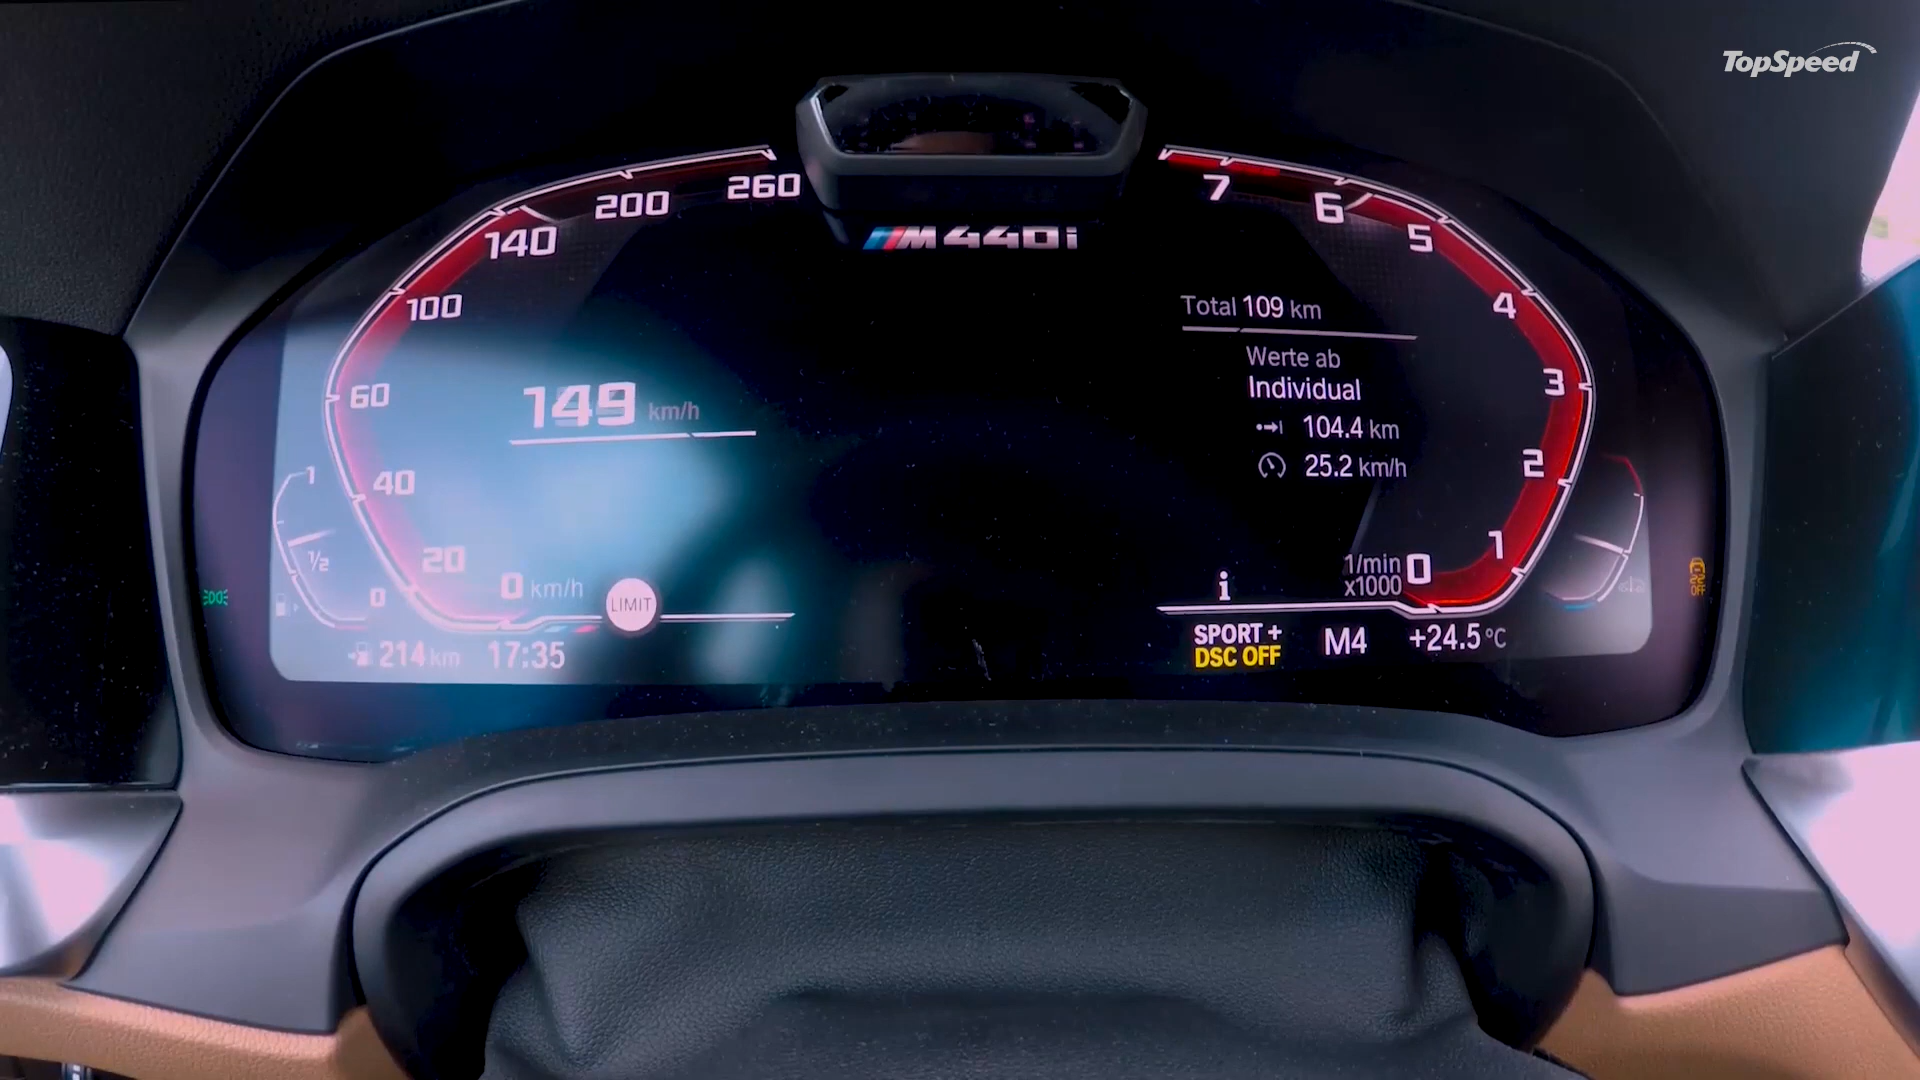 TopSpeed
260
7
200
6
M440i
140
5
100
Total 109 km
4
Werte ab
Individual
60
3
149 km/h
104.4 km
25.2 km/h
40
2
1
1/2
20
1
0
0 km/h
LIMIT
i
1/min
x1000
0
OFF
214 km
17:35
SPORT +
DSC OFF
M4
+24.5 °C